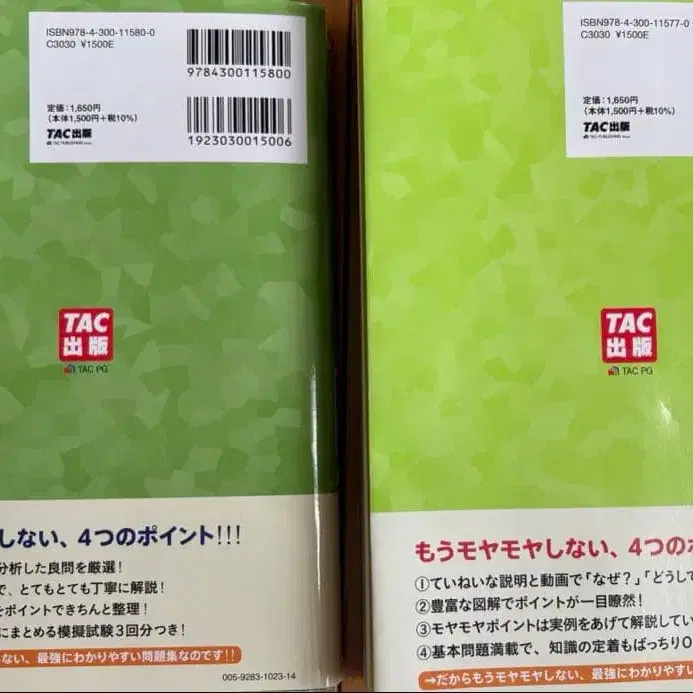 ISBN978-4-300-11580-0
C3030 ¥1500E
9784300115800
定価:1,650円
(本体1,500円+税10%)
TAC出版
TAC PUBLISHING Group
1923030015006
TAC
出版
TAC PG
しない、4つのポイント!!!
分析した良問を厳選!
で、とてもとても丁寧に解説!
をポイントできちんと整理!
にまとめる模擬試験3回分つき!
ない、最強にわかりやすい問題集なのです!!
005-9283-1023-14
ISBN978-4-300-11577-0
C3030 ¥1500E
定価:1,650円
(本体1,500円+税10%)
TAC出版
TAC PUBLISHING Group
TAC
出版
TAC PG
もうモヤモヤしない、4つのポ
①ていねいな説明と動画で「なぜ?」「どうして
②豊富な図解でポイントが一目瞭然!
③モヤモヤポイントは実例をあげて解説してい
④基本問題満載で、知識の定着もばっちりO
→だからもうモヤモヤしない、最強にわかりやす